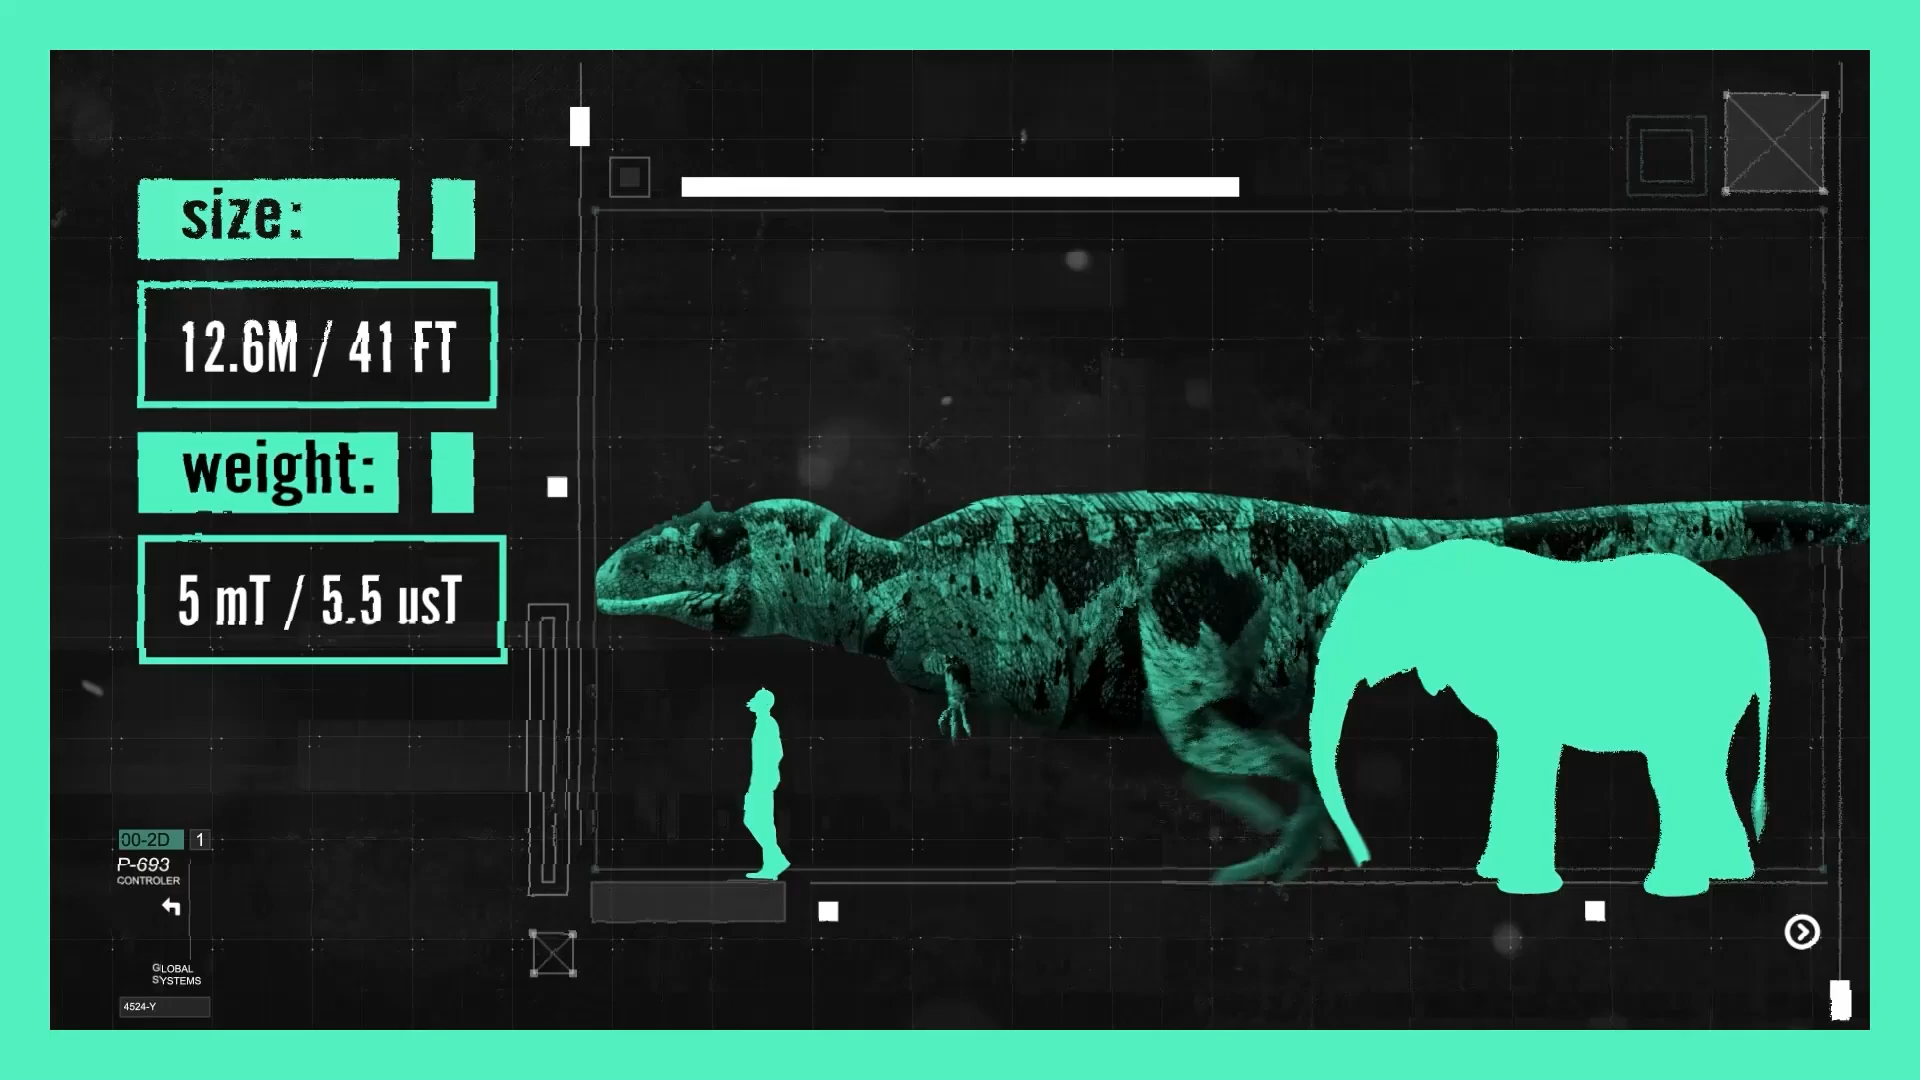 size:
12.6M / 41 FT
weight:
5 mT / 5.5 usT
00-2D 1
P-693
CONTROLER
GLOBAL
SYSTEMS
4524-Y